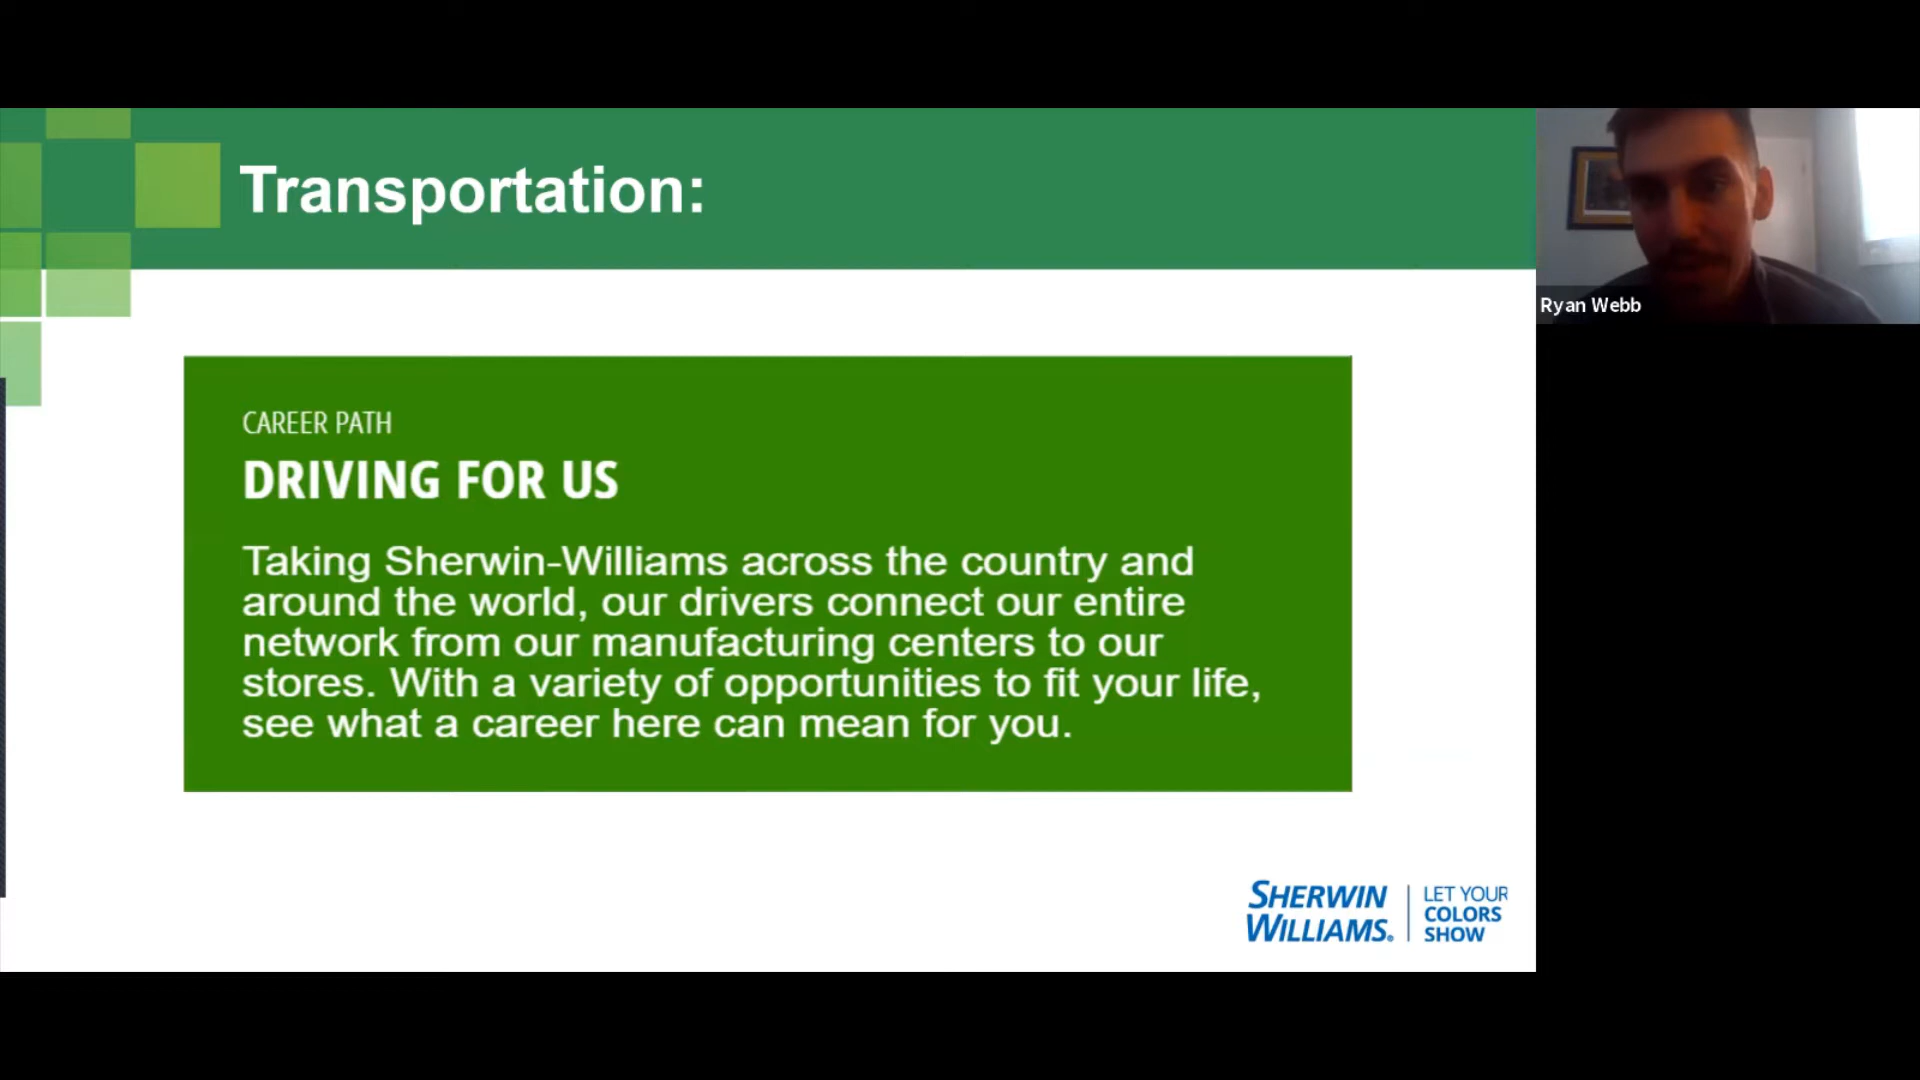 Transportation:
Ryan Webb
CAREER PATH
DRIVING FOR US
Taking Sherwin-Williams across the country and
around the world, our drivers connect our entire
network from our manufacturing centers to our
stores. With a variety of opportunities to fit your life,
see what a career here can mean for you.
SHERWIN
WILLIAMS®
LET YOUR
COLORS
SHOW